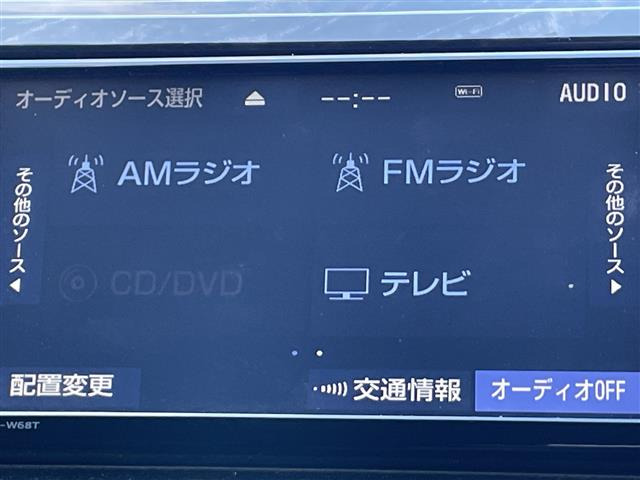 オーディオソース選択
--:--
Wi-Fi
AUDIO
その他のソース
AMラジオ
FMラジオ
その他のソース
CD/DVD
テレビ
配置変更
交通情報
オーディオOFF
-W68T